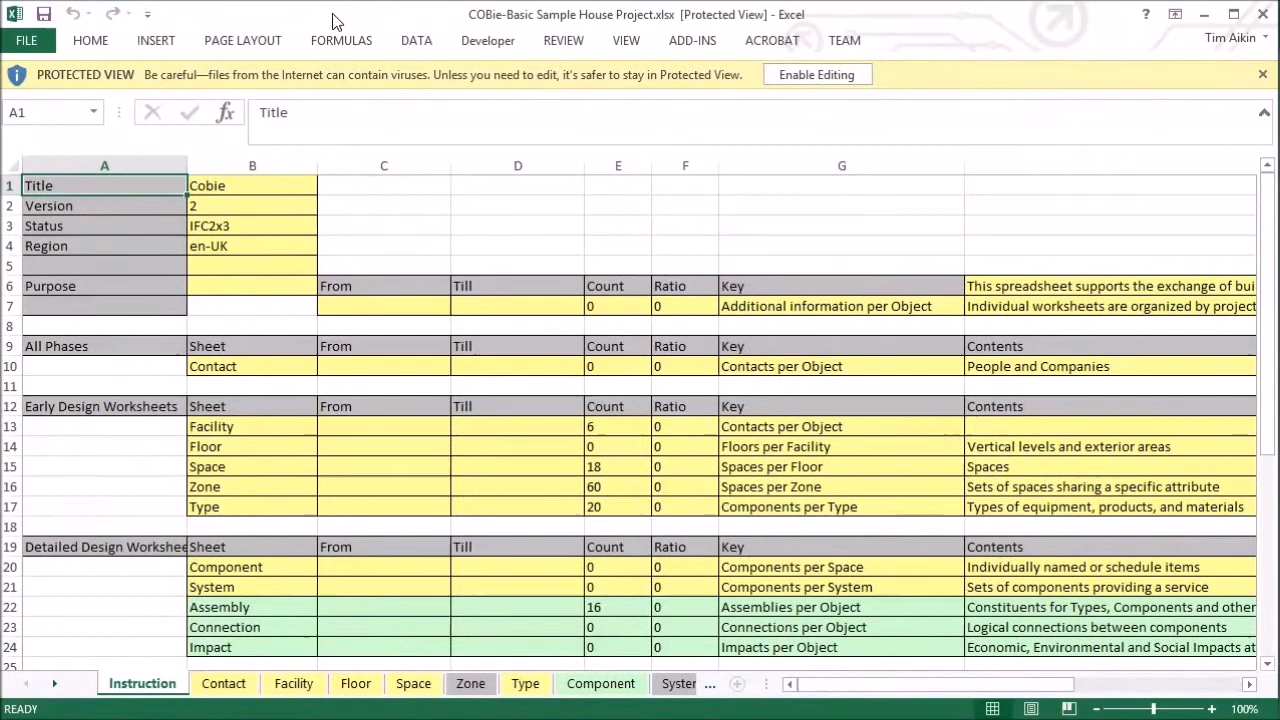 COBie-Basic Sample House Project.xlsx [Protected View] - Excel
?
FILE HOME INSERT PAGE LAYOUT FORMULAS DATA Developer REVIEW VIEW ADD-INS ACROBAT TEAM Tim Aikin
PROTECTED VIEW Be careful—files from the Internet can contain viruses. Unless you need to edit, it's safer to stay in Protected View. Enable Editing
A1 fx Title
A B C D E F G
1 Title Cobie
2 Version 2
3 Status IFC2x3
4 Region en-UK
5
6 Purpose From Till Count Ratio Key This spreadsheet supports the exchange of bui
7 0 0 Additional information per Object Individual worksheets are organized by project
8
9 All Phases Sheet From Till Count Ratio Key Contents
10 Contact 0 0 Contacts per Object People and Companies
11
12 Early Design Worksheets Sheet From Till Count Ratio Key Contents
13 Facility 6 0 Contacts per Object
14 Floor 0 0 Floors per Facility Vertical levels and exterior areas
15 Space 18 0 Spaces per Floor Spaces
16 Zone 60 0 Spaces per Zone Sets of spaces sharing a specific attribute
17 Type 20 0 Components per Type Types of equipment, products, and materials
18
19 Detailed Design Workshee Sheet From Till Count Ratio Key Contents
20 Component 0 0 Components per Space Individually named or schedule items
21 System 0 0 Components per System Sets of components providing a service
22 Assembly 16 0 Assemblies per Object Constituents for Types, Components and other
23 Connection 0 0 Connections per Object Logical connections between components
24 Impact 0 0 Impacts per Object Economic, Environmental and Social Impacts at
25
Instruction Contact Facility Floor Space Zone Type Component System ...
READY 100%